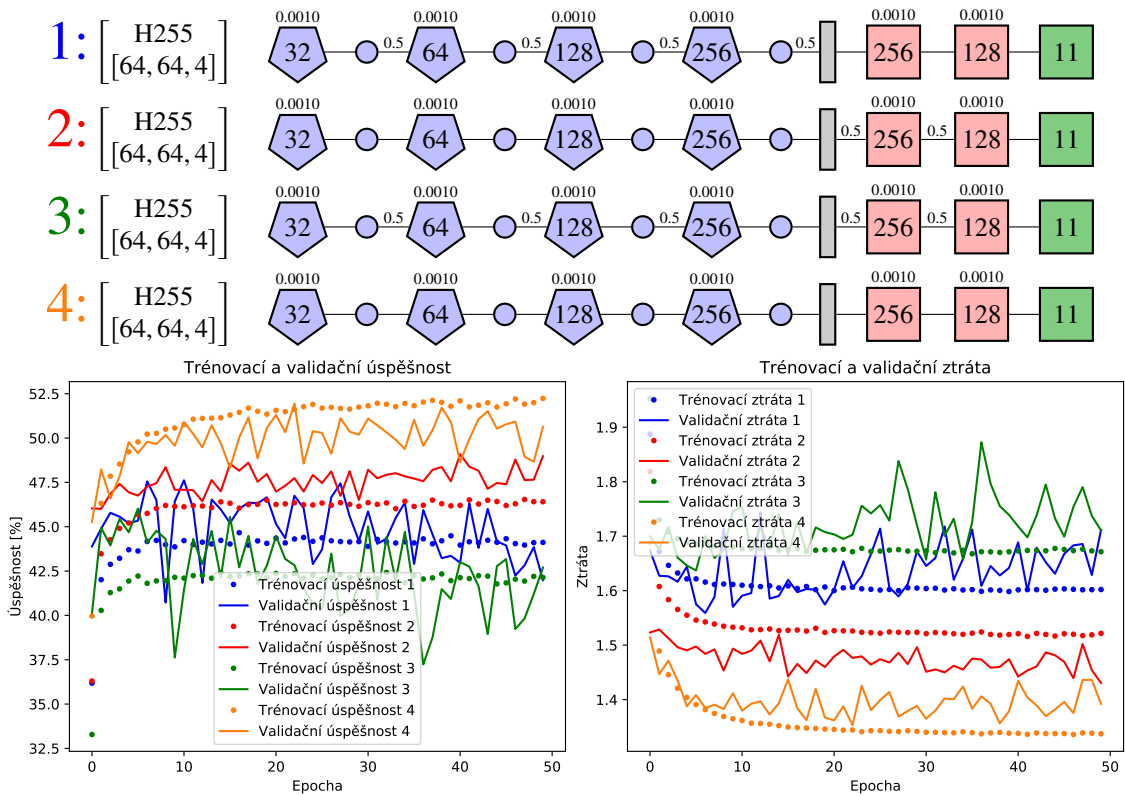 0.0010 0.0010 0.0010 0.0010 0.0010 0.0010
1: H255 32 0.5 64 0.5 128 0.5 256 0.5 256 128 11
[64, 64, 4]
0.0010 0.0010 0.0010 0.0010 0.0010 0.0010
2: H255 32 64 128 256 0.5 256 0.5 128 11
[64, 64, 4]
0.0010 0.0010 0.0010 0.0010 0.0010 0.0010
3: H255 32 0.5 64 0.5 128 0.5 256 0.5 256 0.5 128 11
[64, 64, 4]
0.0010 0.0010 0.0010 0.0010 0.0010 0.0010
4: H255 32 64 128 256 256 128 11
[64, 64, 4]
Trénovací a validační úspěšnost
Úspěšnost [%]
52.5
50.0
47.5
45.0
42.5
40.0
37.5
35.0
32.5
Trénovací úspěšnost 1
Validační úspěšnost 1
Trénovací úspěšnost 2
Validační úspěšnost 2
Trénovací úspěšnost 3
Validační úspěšnost 3
Trénovací úspěšnost 4
Validační úspěšnost 4
0 10 20 30 40 50
Epocha
Trénovací a validační ztráta
Ztráta
1.9
1.8
1.7
1.6
1.5
1.4
Trénovací ztráta 1
Validační ztráta 1
Trénovací ztráta 2
Validační ztráta 2
Trénovací ztráta 3
Validační ztráta 3
Trénovací ztráta 4
Validační ztráta 4
0 10 20 30 40 50
Epocha